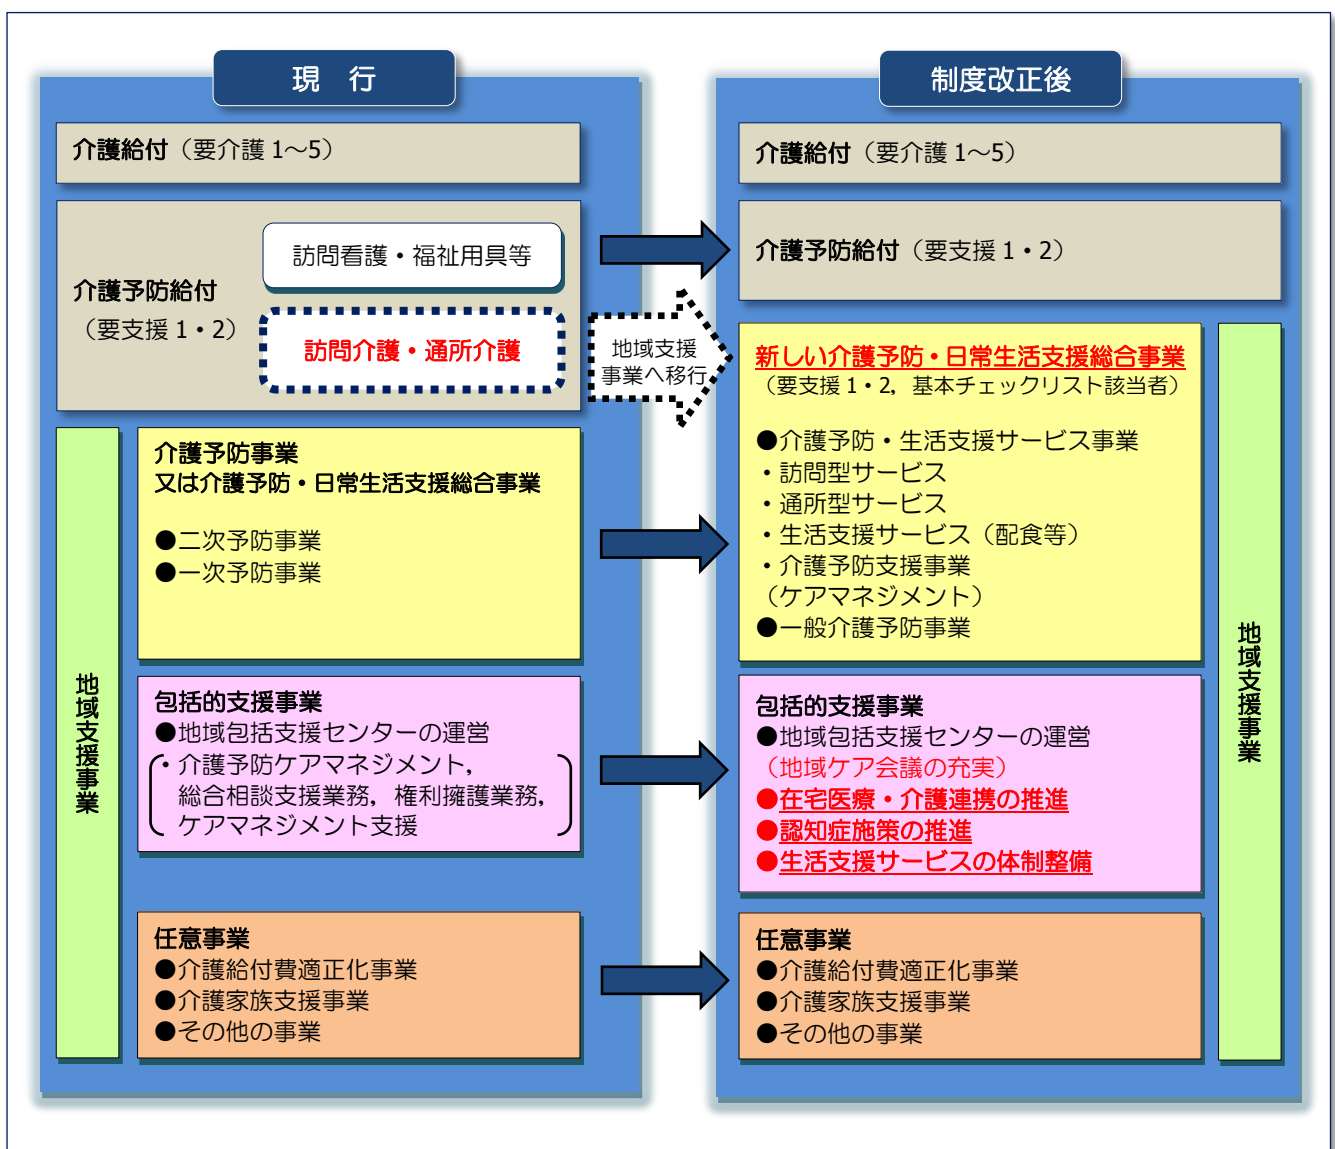 現　行
介護給付（要介護 1～5）
訪問看護・福祉用具等
介護予防給付
（要支援 1・2）
訪問介護・通所介護
地域支援
事業へ移行
地域支援事業
介護予防事業
又は介護予防・日常生活支援総合事業
●二次予防事業
●一次予防事業
包括的支援事業
●地域包括支援センターの運営
・介護予防ケアマネジメント，
総合相談支援業務，権利擁護業務，
ケアマネジメント支援
任意事業
●介護給付費適正化事業
●介護家族支援事業
●その他の事業
制度改正後
介護給付（要介護 1～5）
介護予防給付（要支援 1・2）
新しい介護予防・日常生活支援総合事業
（要支援 1・2，基本チェックリスト該当者）
●介護予防・生活支援サービス事業
・訪問型サービス
・通所型サービス
・生活支援サービス（配食等）
・介護予防支援事業
（ケアマネジメント）
●一般介護予防事業
包括的支援事業
●地域包括支援センターの運営
（地域ケア会議の充実）
●在宅医療・介護連携の推進
●認知症施策の推進
●生活支援サービスの体制整備
任意事業
●介護給付費適正化事業
●介護家族支援事業
●その他の事業
地域支援事業